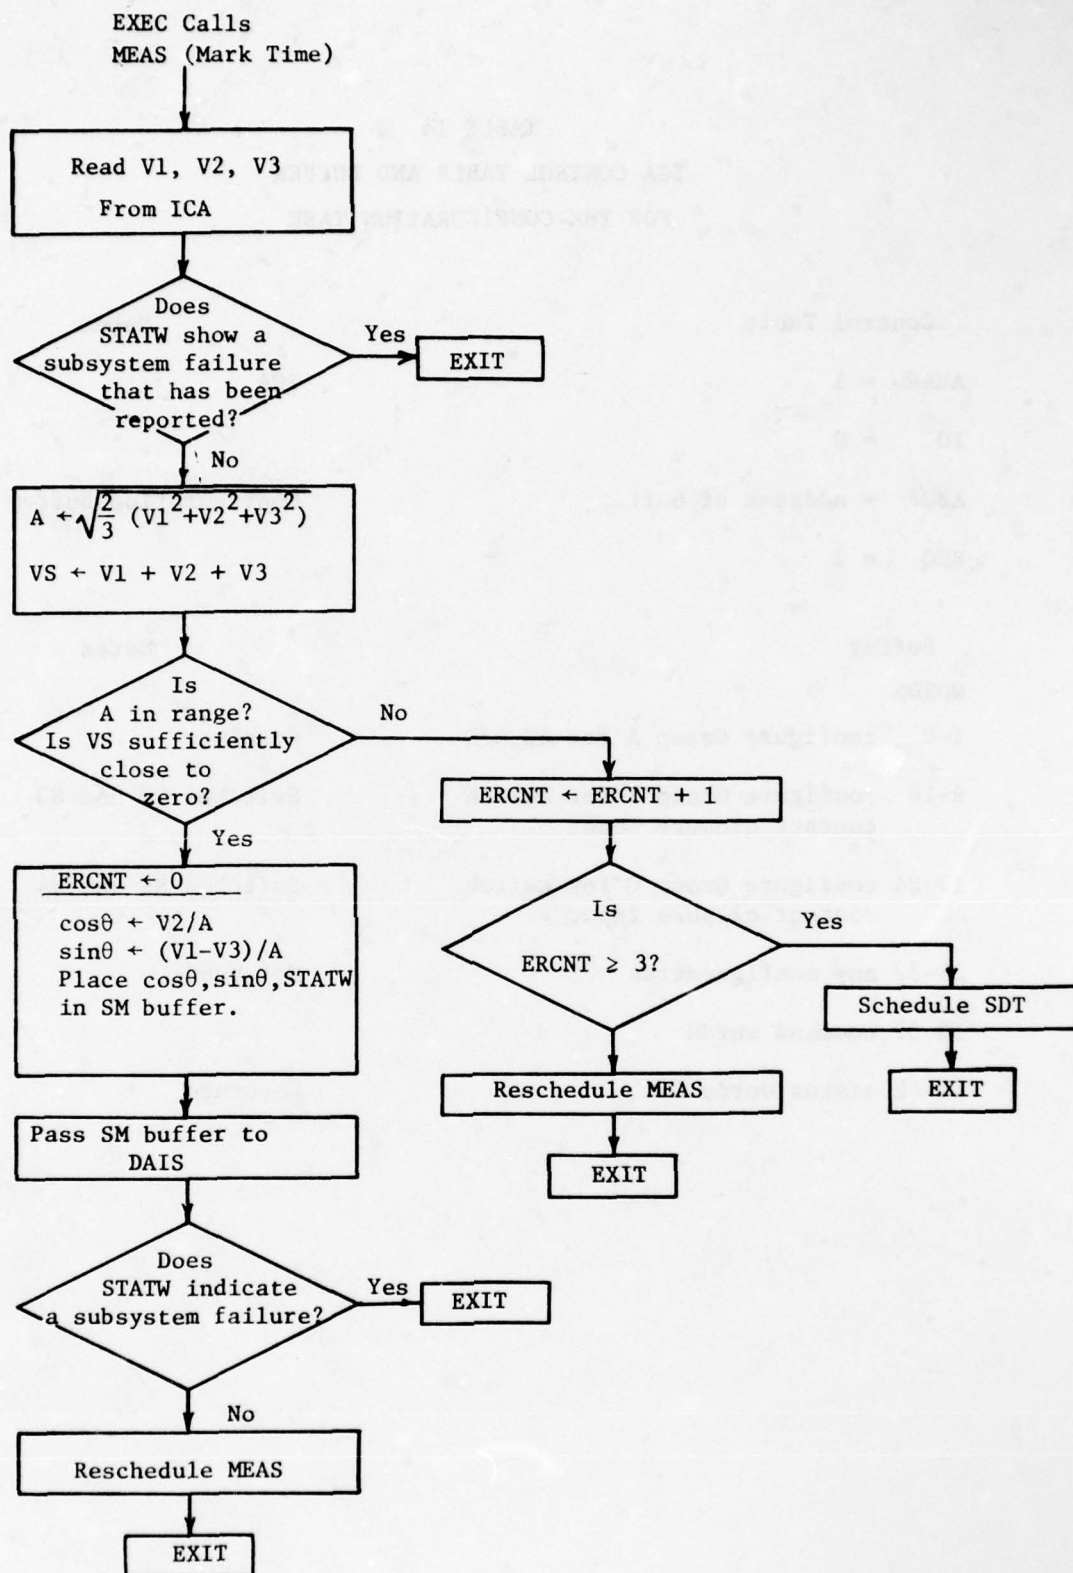 EXEC Calls
MEAS (Mark Time)
Read V1, V2, V3
From ICA
Does
STATW show a
subsystem failure
that has been
reported?
Yes
EXIT
No
A ← √2/3 (V1²+V2²+V3²)
VS ← V1 + V2 + V3
Is
A in range?
Is VS sufficiently
close to
zero?
No
Yes
ERCNT ← ERCNT + 1
Is
ERCNT ≥ 3?
Yes
Schedule SDT
EXIT
Reschedule MEAS
EXIT
ERCNT ← 0
cosθ ← V2/A
sinθ ← (V1-V3)/A
Place cosθ,sinθ,STATW
in SM buffer.
Pass SM buffer to
DAIS
Does
STATW indicate
a subsystem failure?
Yes
EXIT
No
Reschedule MEAS
EXIT